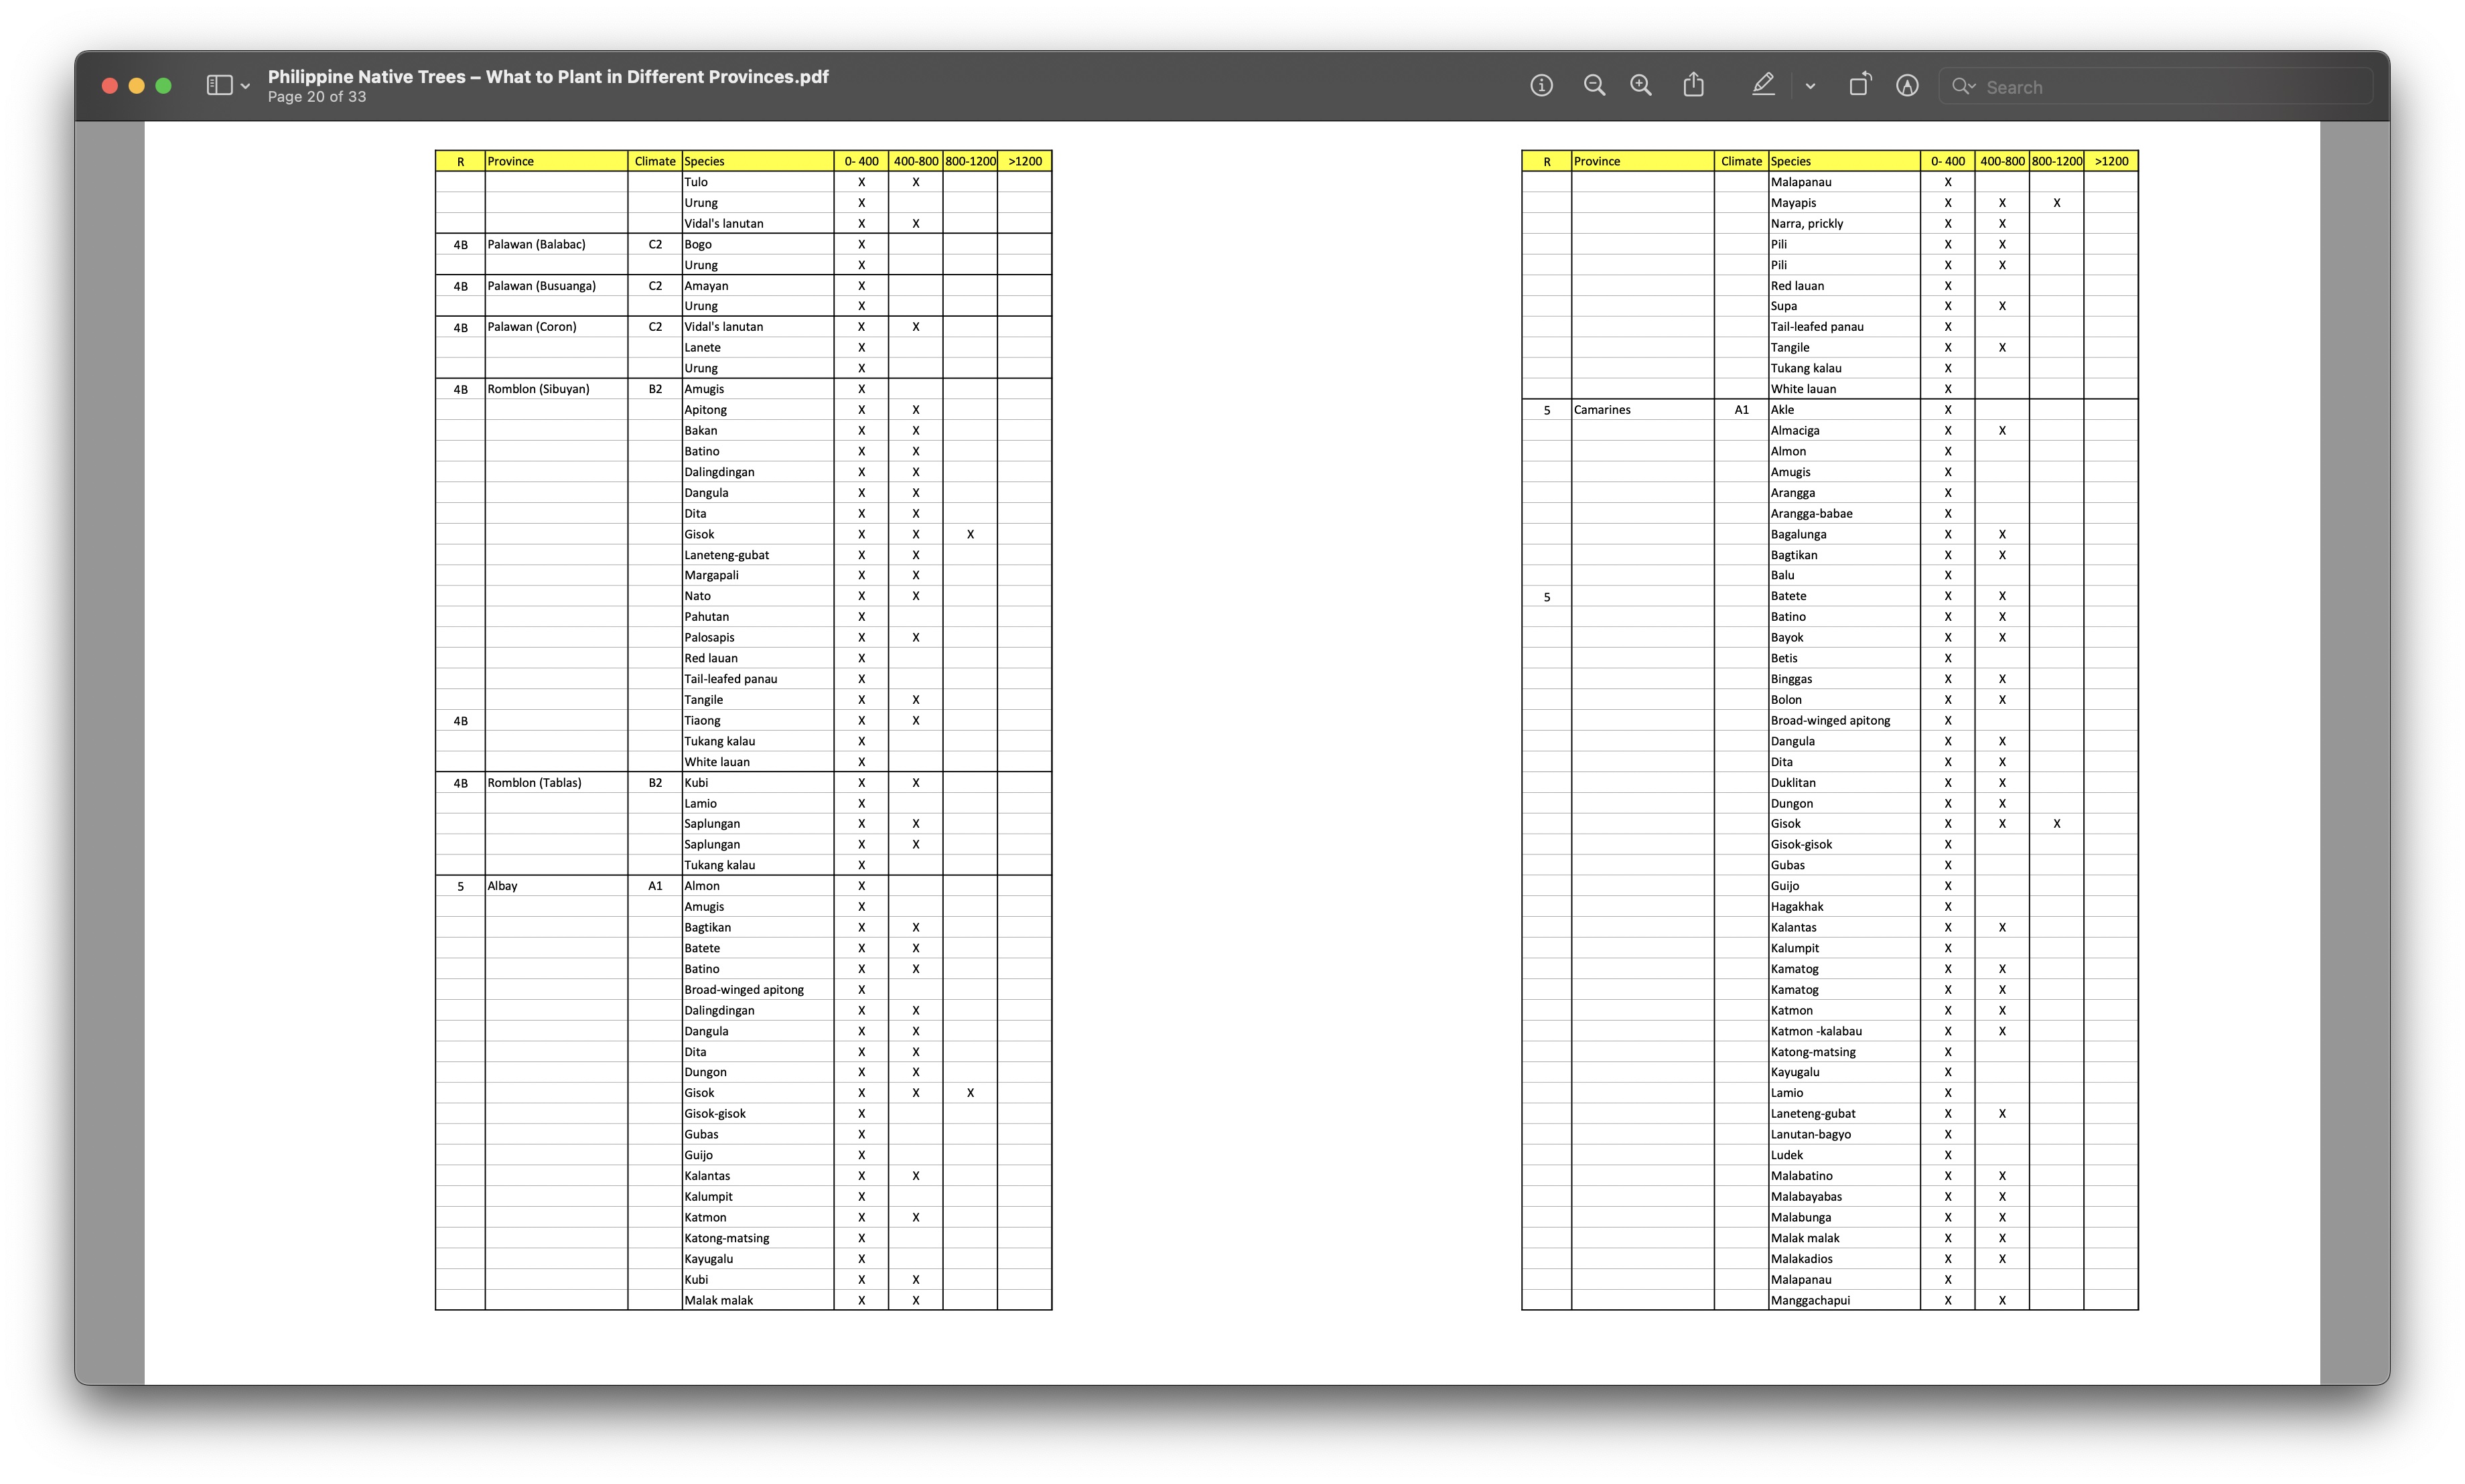 Philippine Native Trees – What to Plant in Different Provinces.pdf
Page 20 of 33
Search
R Province Climate Species 0- 400 400-800 800-1200 >1200
Tulo X X
Urung X
Vidal's lanutan X X
4B Palawan (Balabac) C2 Bogo X
Urung X
4B Palawan (Busuanga) C2 Amayan X
Urung X
4B Palawan (Coron) C2 Vidal's lanutan X X
Lanete X
Urung X
4B Romblon (Sibuyan) B2 Amugis X
Apitong X X
Bakan X X
Batino X X
Dalingdingan X X
Dangula X X
Dita X X
Gisok X X X
Laneteng-gubat X X
Margapali X X
Nato X X
Pahutan X
Palosapis X X
Red lauan X
Tail-leafed panau X
Tangile X X
4B Tiaong X X
Tukang kalau X
White lauan X
4B Romblon (Tablas) B2 Kubi X X
Lamio X
Saplungan X X
Saplungan X X
Tukang kalau X
5 Albay A1 Almon X
Amugis X
Bagtikan X X
Batete X X
Batino X X
Broad-winged apitong X
Dalingdingan X X
Dangula X X
Dita X X
Dungon X X
Gisok X X X
Gisok-gisok X
Gubas X
Guijo X
Kalantas X X
Kalumpit X
Katmon X X
Katong-matsing X
Kayugalu X
Kubi X X
Malak malak X X
R Province Climate Species 0- 400 400-800 800-1200 >1200
Malapanau X
Mayapis X X X
Narra, prickly X X
Pili X X
Pili X X
Red lauan X
Supa X X
Tail-leafed panau X
Tangile X X
Tukang kalau X
White lauan X
5 Camarines A1 Akle X
Almaciga X X
Almon X
Amugis X
Arangga X
Arangga-babae X
Bagalunga X X
Bagtikan X X
Balu X
5 Batete X X
Batino X X
Bayok X X
Betis X
Binggas X X
Bolon X X
Broad-winged apitong X
Dangula X X
Dita X X
Duklitan X X
Dungon X X
Gisok X X X
Gisok-gisok X
Gubas X
Guijo X
Hagakhak X
Kalantas X X
Kalumpit X
Kamatog X X
Kamatog X X
Katmon X X
Katmon -kalabau X X
Katong-matsing X
Kayugalu X
Lamio X
Laneteng-gubat X X
Lanutan-bagyo X
Ludek X
Malabatino X X
Malabayabas X X
Malabunga X X
Malak malak X X
Malakadios X X
Malapanau X
Manggachapui X X